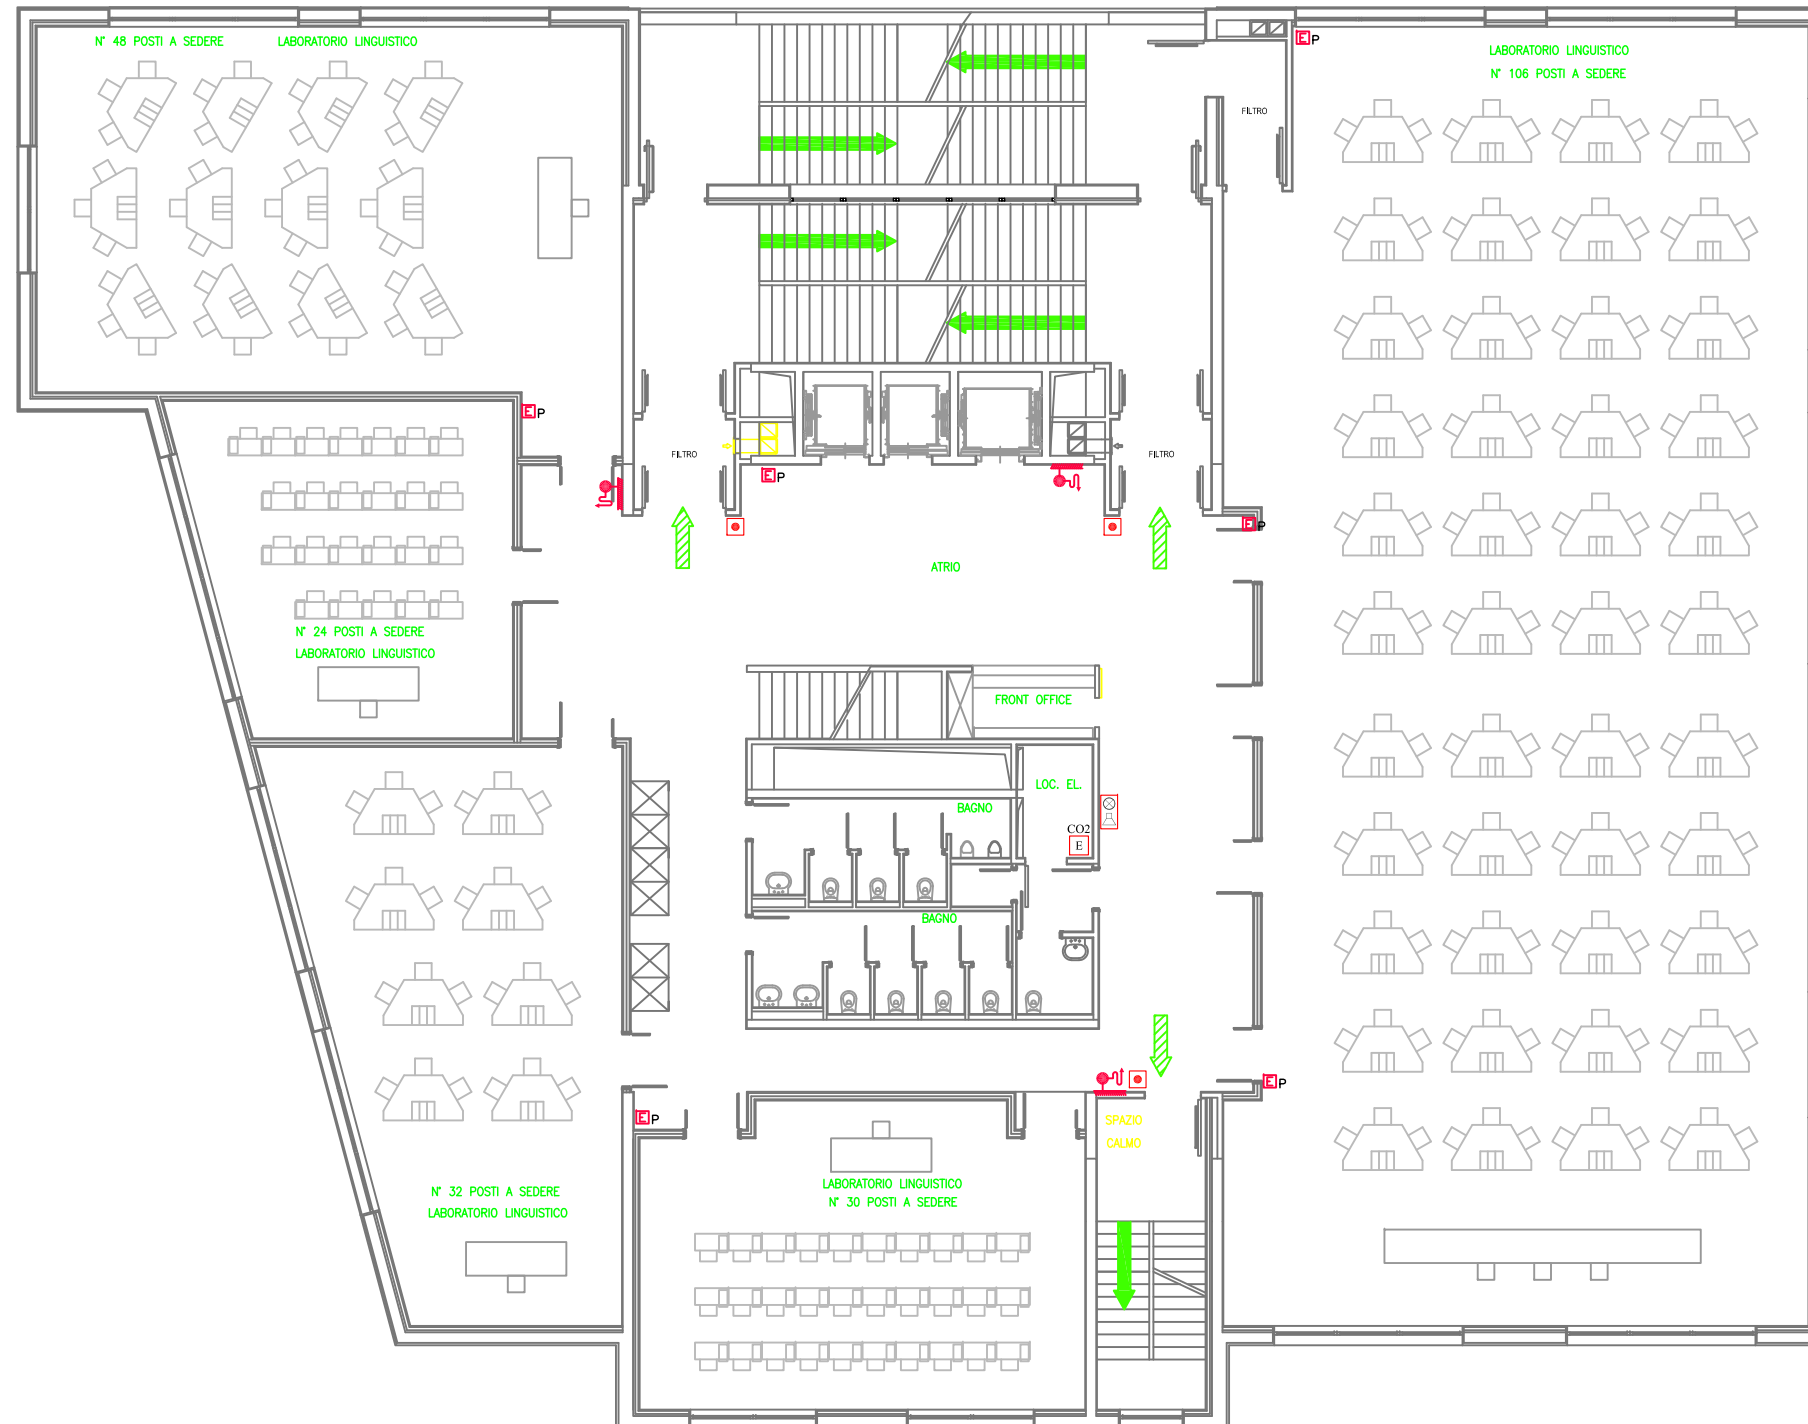 N° 48 POSTI A SEDERE
LABORATORIO LINGUISTICO
P
LABORATORIO LINGUISTICO
N° 106 POSTI A SEDERE
FILTRO
P
FILTRO
P
FILTRO
P
ATRIO
N° 24 POSTI A SEDERE
LABORATORIO LINGUISTICO
FRONT OFFICE
LOC. EL.
BAGNO
CO2
E
BAGNO
P
P
SPAZIO
CALMO
LABORATORIO LINGUISTICO
N° 30 POSTI A SEDERE
N° 32 POSTI A SEDERE
LABORATORIO LINGUISTICO